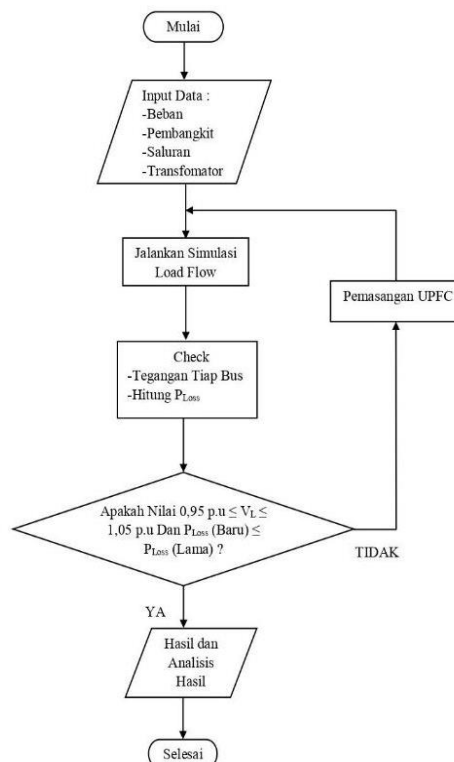 Mulai
Input Data :
-Beban
-Pembangkit
-Saluran
-Transfomator
Jalankan Simulasi
Load Flow
Pemasangan UPFC
Check
-Tegangan Tiap Bus
-Hitung PLoss
Apakah Nilai 0,95 p.u ≤ VL ≤
1,05 p.u Dan PLoss (Baru) ≤
PLoss (Lama) ?
TIDAK
YA
Hasil dan
Analisis
Hasil
Selesai